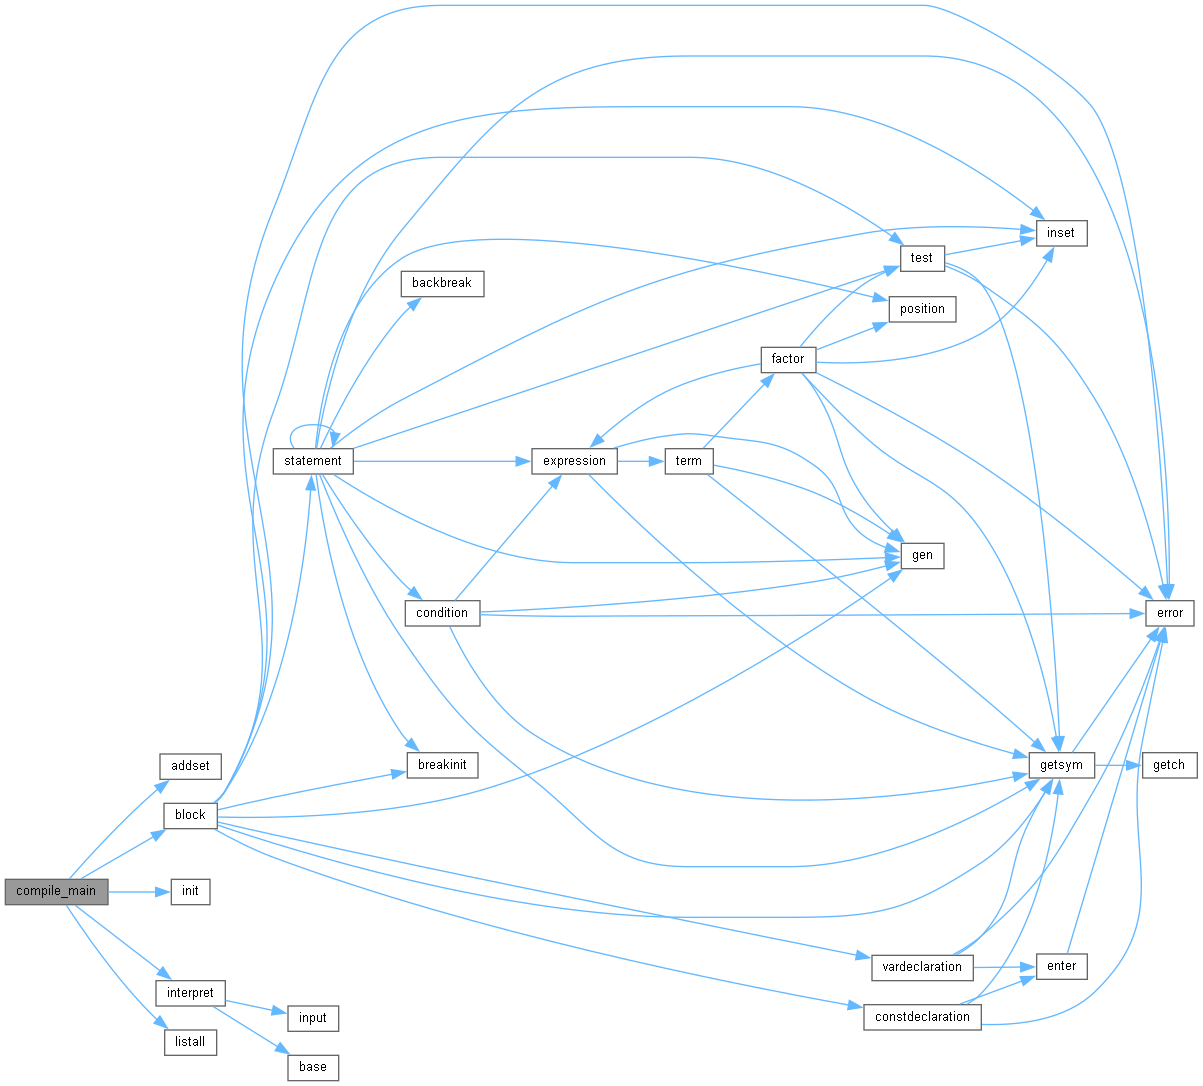 inset
test
backbreak
position
factor
statement
expression
term
gen
condition
error
addset
breakinit
getsym
getch
block
compile_main
init
vardeclaration
enter
interpret
input
constdeclaration
listall
base